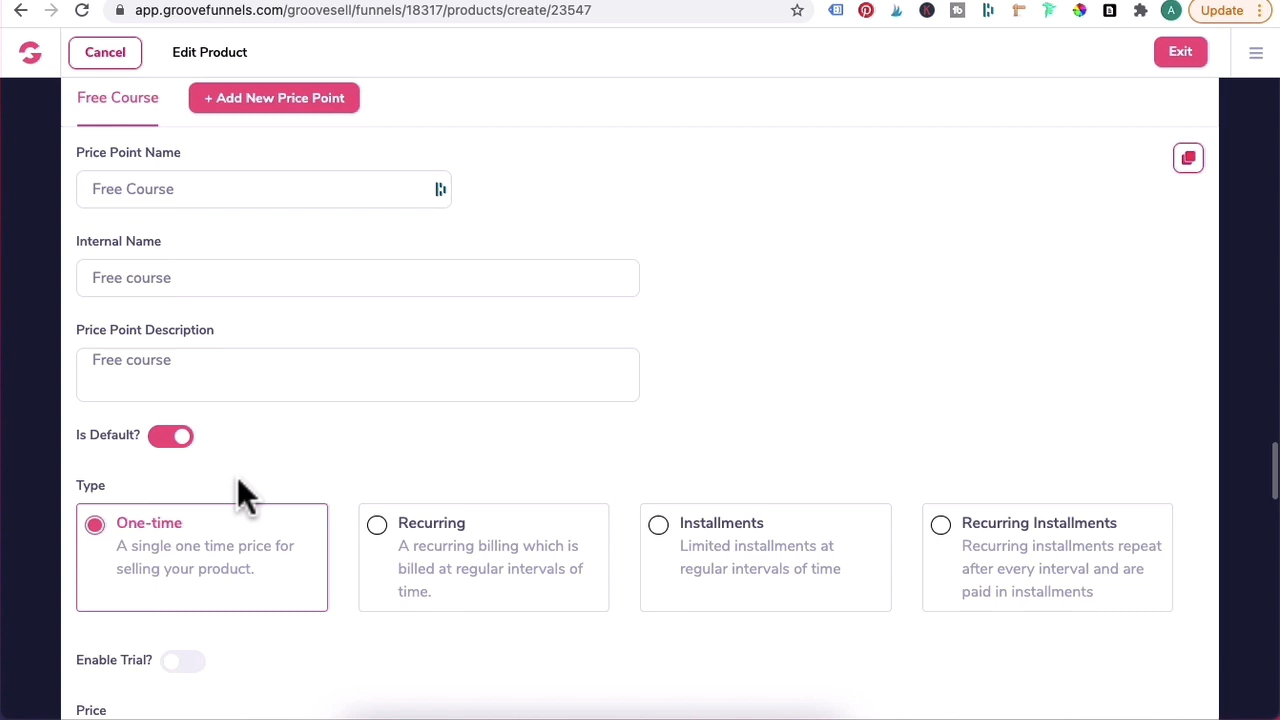 app.groovefunnels.com/groovesell/funnels/18317/products/create/23547
Update
Cancel
Edit Product
Exit
Free Course
+ Add New Price Point
Price Point Name
Free Course
Internal Name
Free course
Price Point Description
Free course
Is Default?
Type
One-time
A single one time price for
selling your product.
Recurring
A recurring billing which is
billed at regular intervals of
time.
Installments
Limited installments at
regular intervals of time
Recurring Installments
Recurring installments repeat
after every interval and are
paid in installments
Enable Trial?
Price